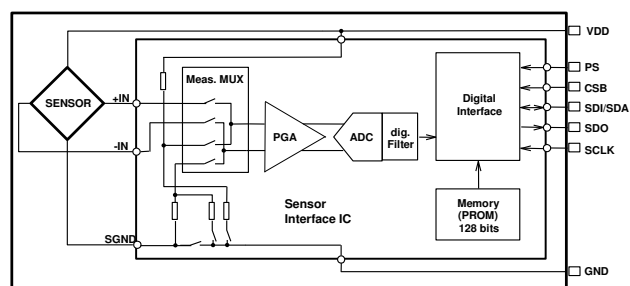 VDD
PS
CSB
SDI/SDA
SDO
SCLK
GND
SENSOR
+IN
-IN
SGND
Meas. MUX
PGA
ADC
dig.
Filter
Digital
Interface
Memory
(PROM)
128 bits
Sensor
Interface IC